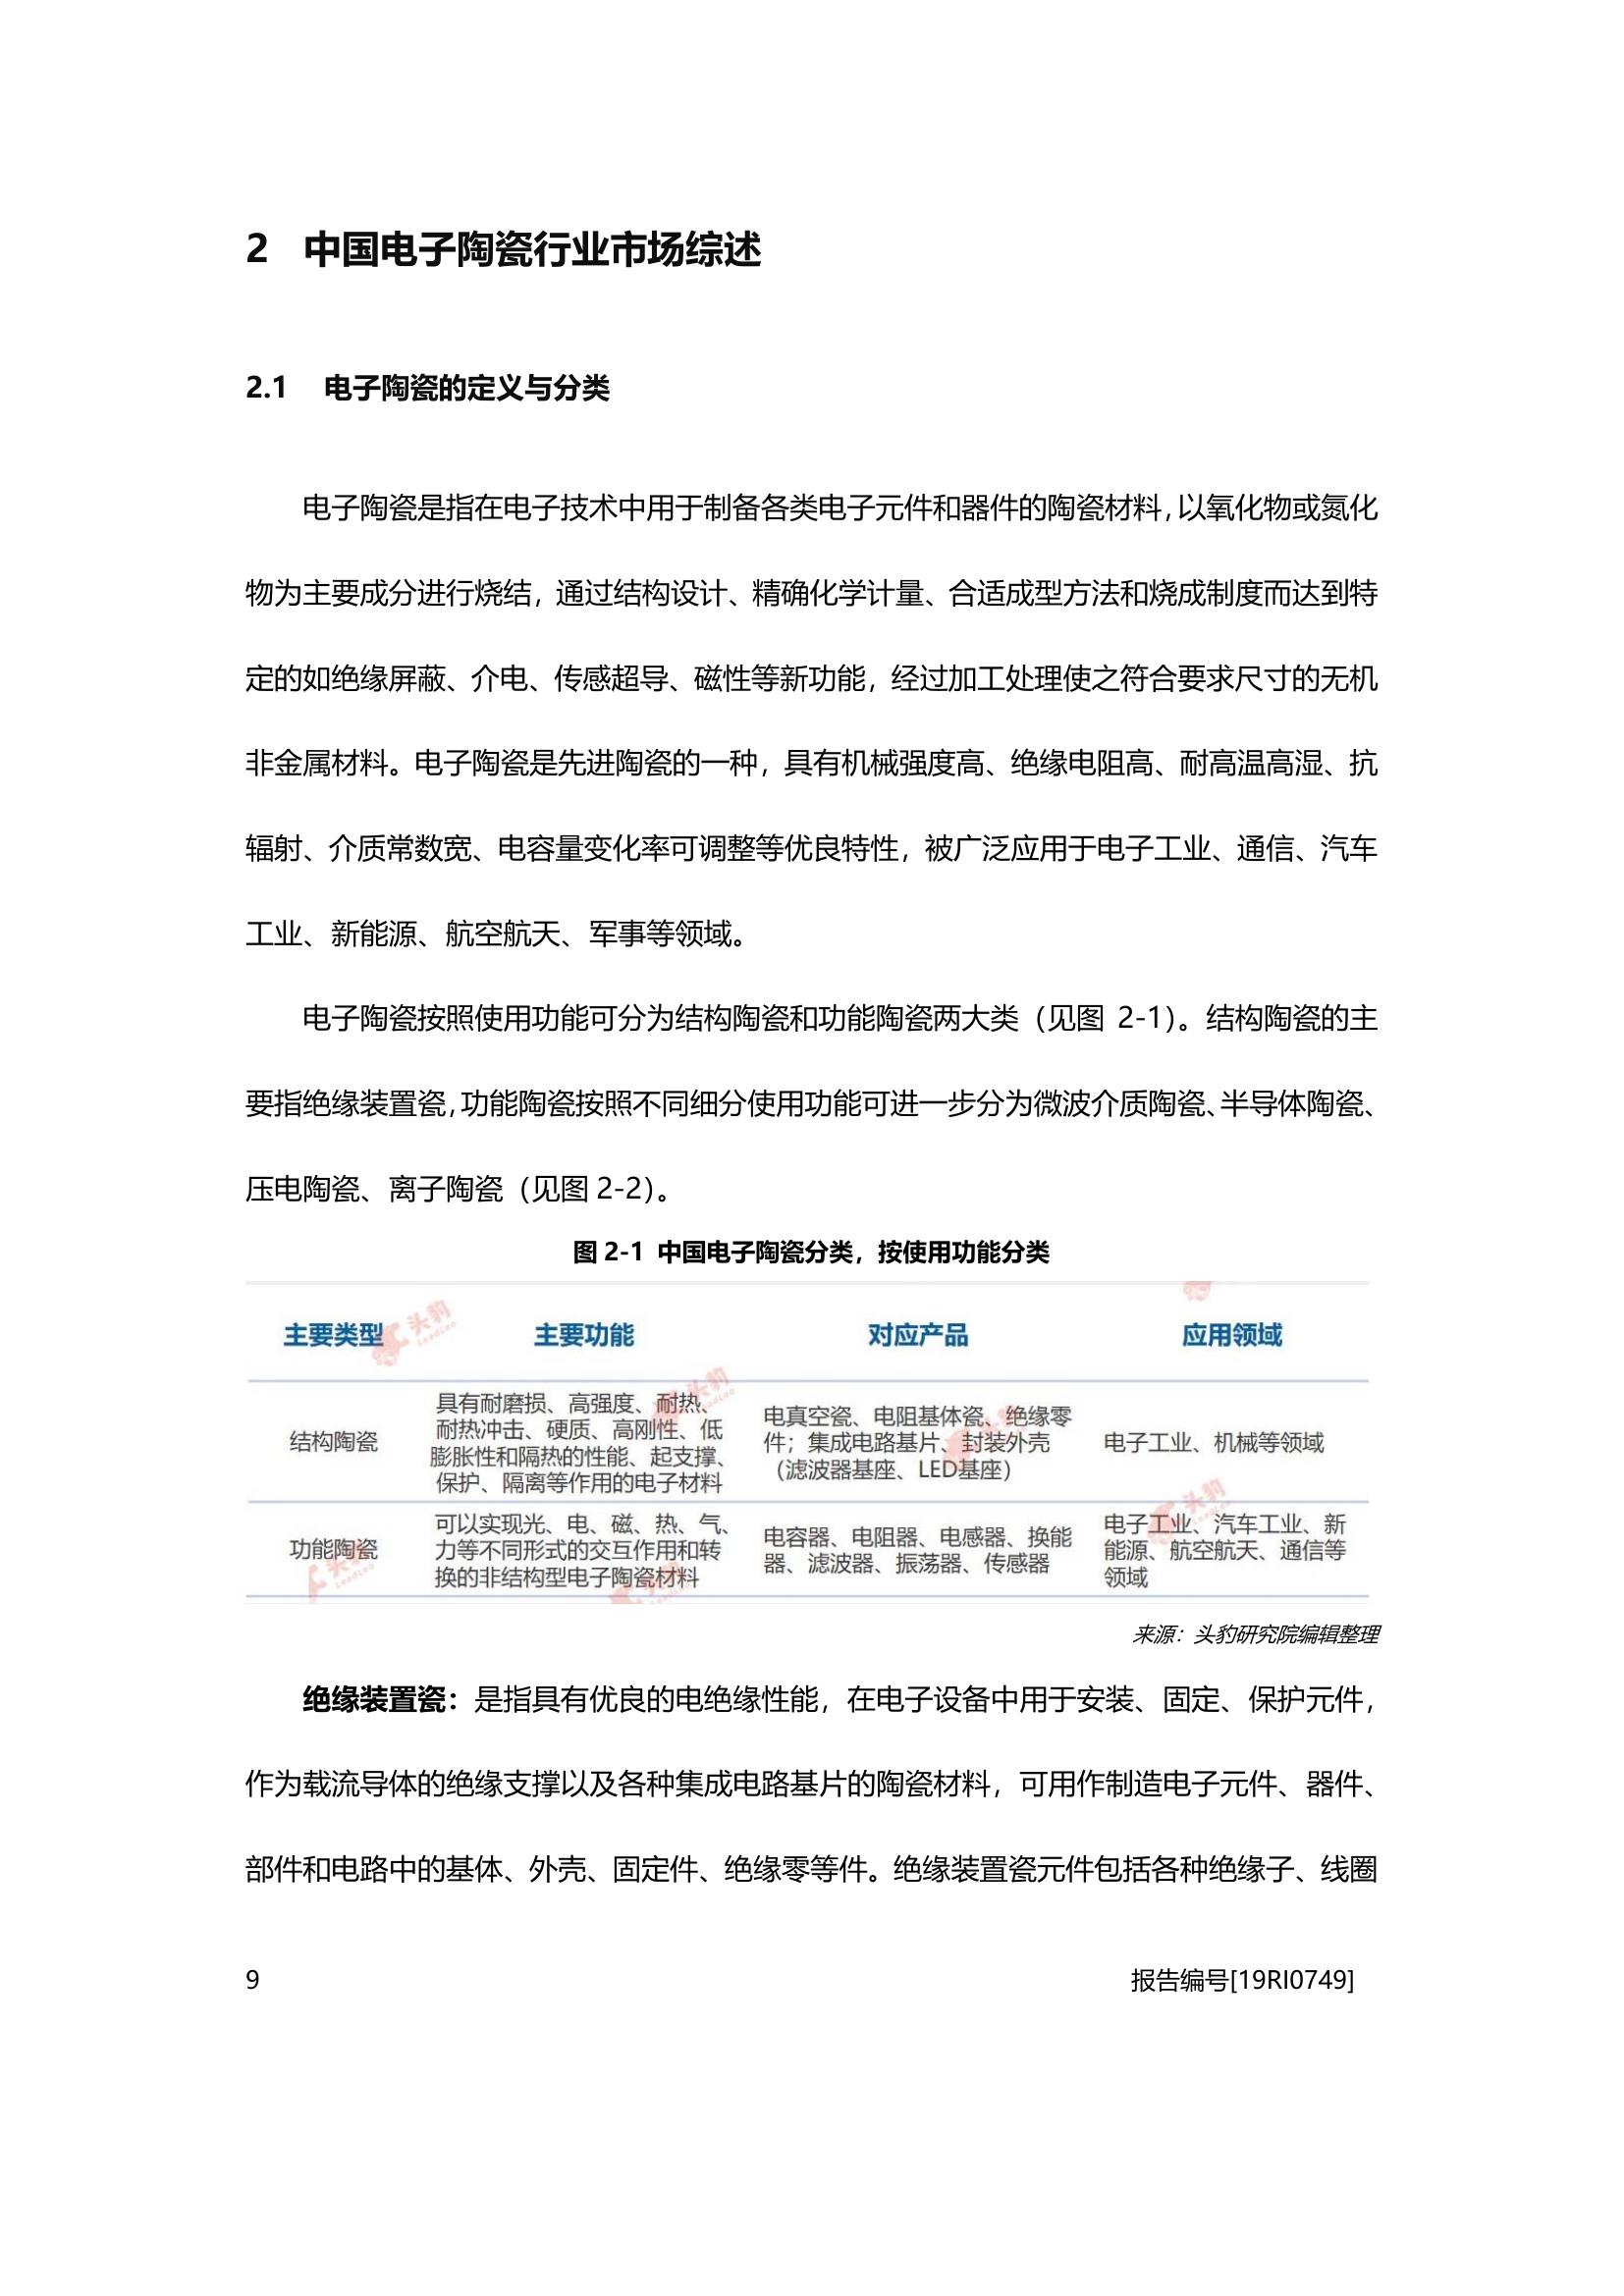 2 中国电子陶瓷行业市场综述
2.1 电子陶瓷的定义与分类
电子陶瓷是指在电子技术中用于制备各类电子元件和器件的陶瓷材料，以氧化物或氮化
物为主要成分进行烧结，通过结构设计、精确化学计量、合适成型方法和烧成制度而达到特
定的如绝缘屏蔽、介电、传感超导、磁性等新功能，经过加工处理使之符合要求尺寸的无机
非金属材料。电子陶瓷是先进陶瓷的一种，具有机械强度高、绝缘电阻高、耐高温高湿、抗
辐射、介质常数宽、电容量变化率可调整等优良特性，被广泛应用于电子工业、通信、汽车
工业、新能源、航空航天、军事等领域。
电子陶瓷按照使用功能可分为结构陶瓷和功能陶瓷两大类（见图 2-1）。结构陶瓷的主
要指绝缘装置瓷，功能陶瓷按照不同细分使用功能可进一步分为微波介质陶瓷、半导体陶瓷、
压电陶瓷、离子陶瓷（见图 2-2）。
图 2-1 中国电子陶瓷分类，按使用功能分类
主要类型 主要功能 对应产品 应用领域
结构陶瓷
具有耐磨损、高强度、耐热、
耐热冲击、硬质、高刚性、低
膨胀性和隔热的性能、起支撑、
保护、隔离等作用的电子材料
电真空瓷、电阻基体瓷、绝缘零
件；集成电路基片、封装外壳
（滤波器基座、LED基座）
电子工业、机械等领域
功能陶瓷
可以实现光、电、磁、热、气、
力等不同形式的交互作用和转
换的非结构型电子陶瓷材料
电容器、电阻器、电感器、换能
器、滤波器、振荡器、传感器
电子工业、汽车工业、新
能源、航空航天、通信等
领域
来源：头豹研究院编辑整理
绝缘装置瓷：是指具有优良的电绝缘性能，在电子设备中用于安装、固定、保护元件，
作为载流导体的绝缘支撑以及各种集成电路基片的陶瓷材料，可用作制造电子元件、器件、
部件和电路中的基体、外壳、固定件、绝缘零等件。绝缘装置瓷元件包括各种绝缘子、线圈
9 报告编号[19RI0749]